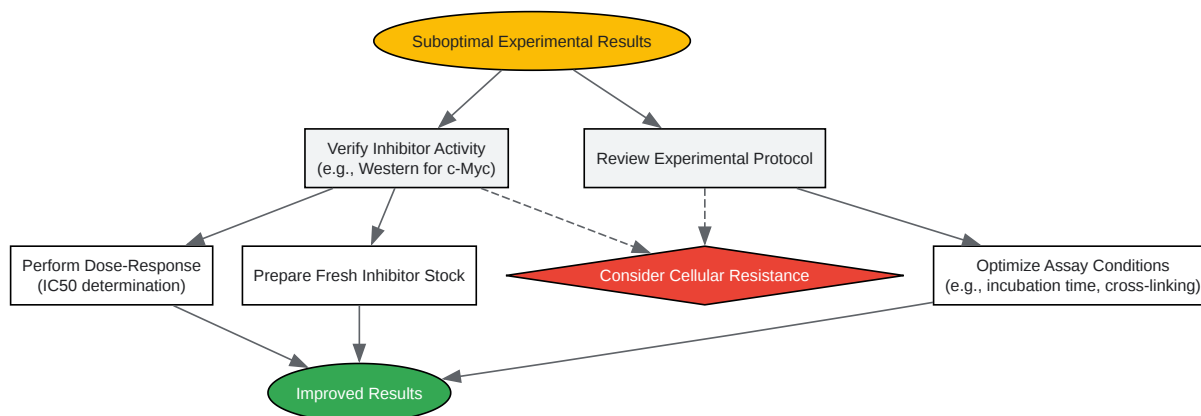 Suboptimal Experimental Results
Verify Inhibitor Activity
(e.g., Western for c-Myc)
Review Experimental Protocol
Perform Dose-Response
(IC50 determination)
Prepare Fresh Inhibitor Stock
Consider Cellular Resistance
Optimize Assay Conditions
(e.g., incubation time, cross-linking)
Improved Results